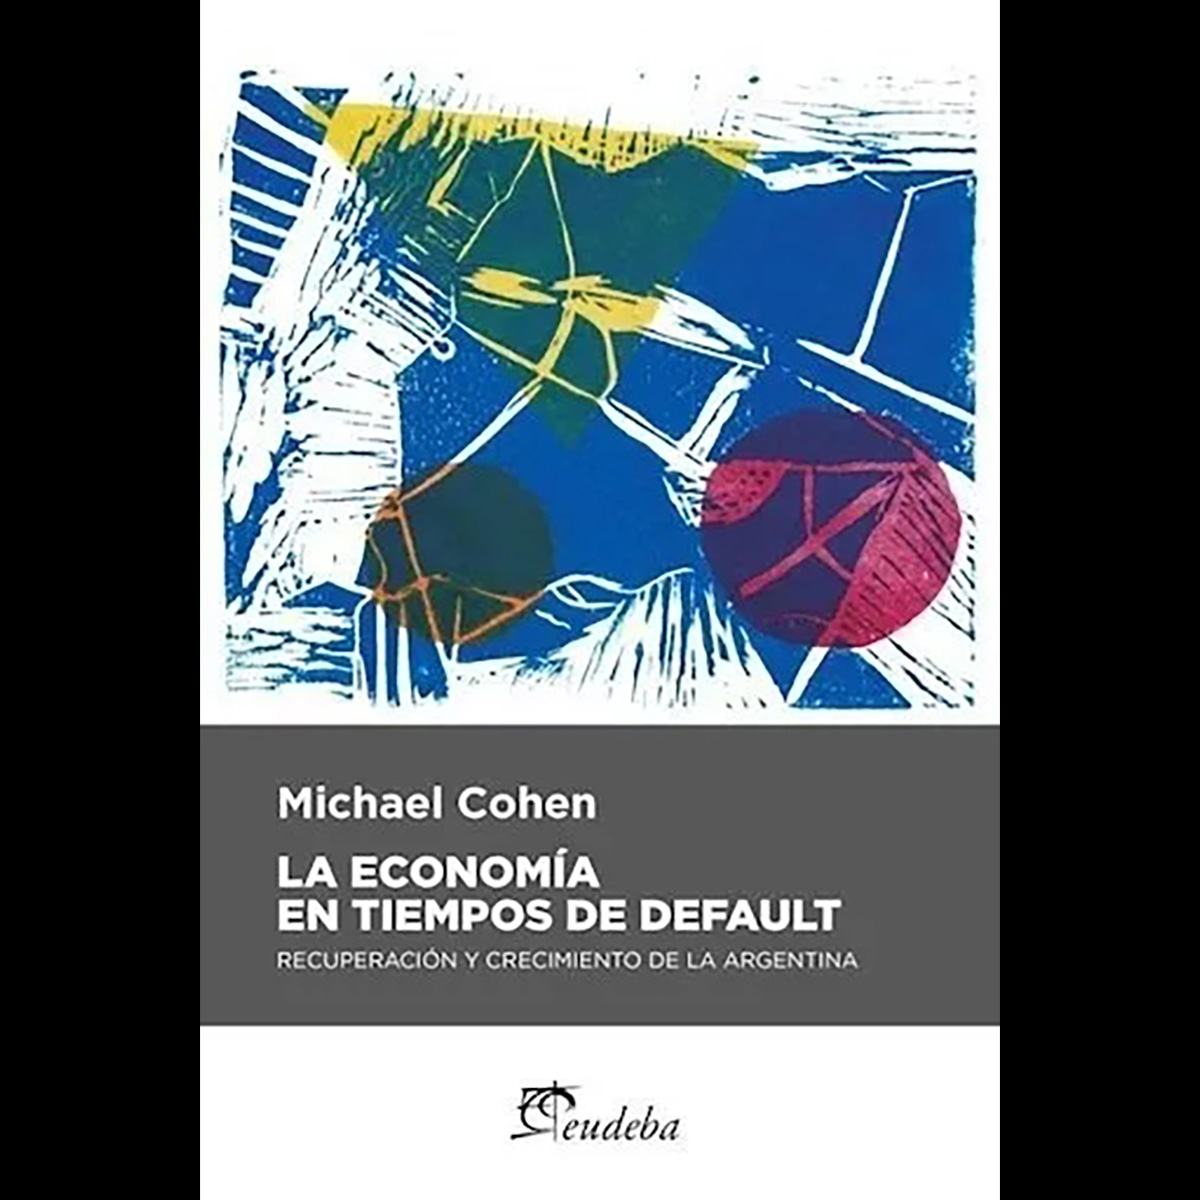 Michael Cohen
LA ECONOMÍA
EN TIEMPOS DE DEFAULT
RECUPERACIÓN Y CRECIMIENTO DE LA ARGENTINA
eudeba